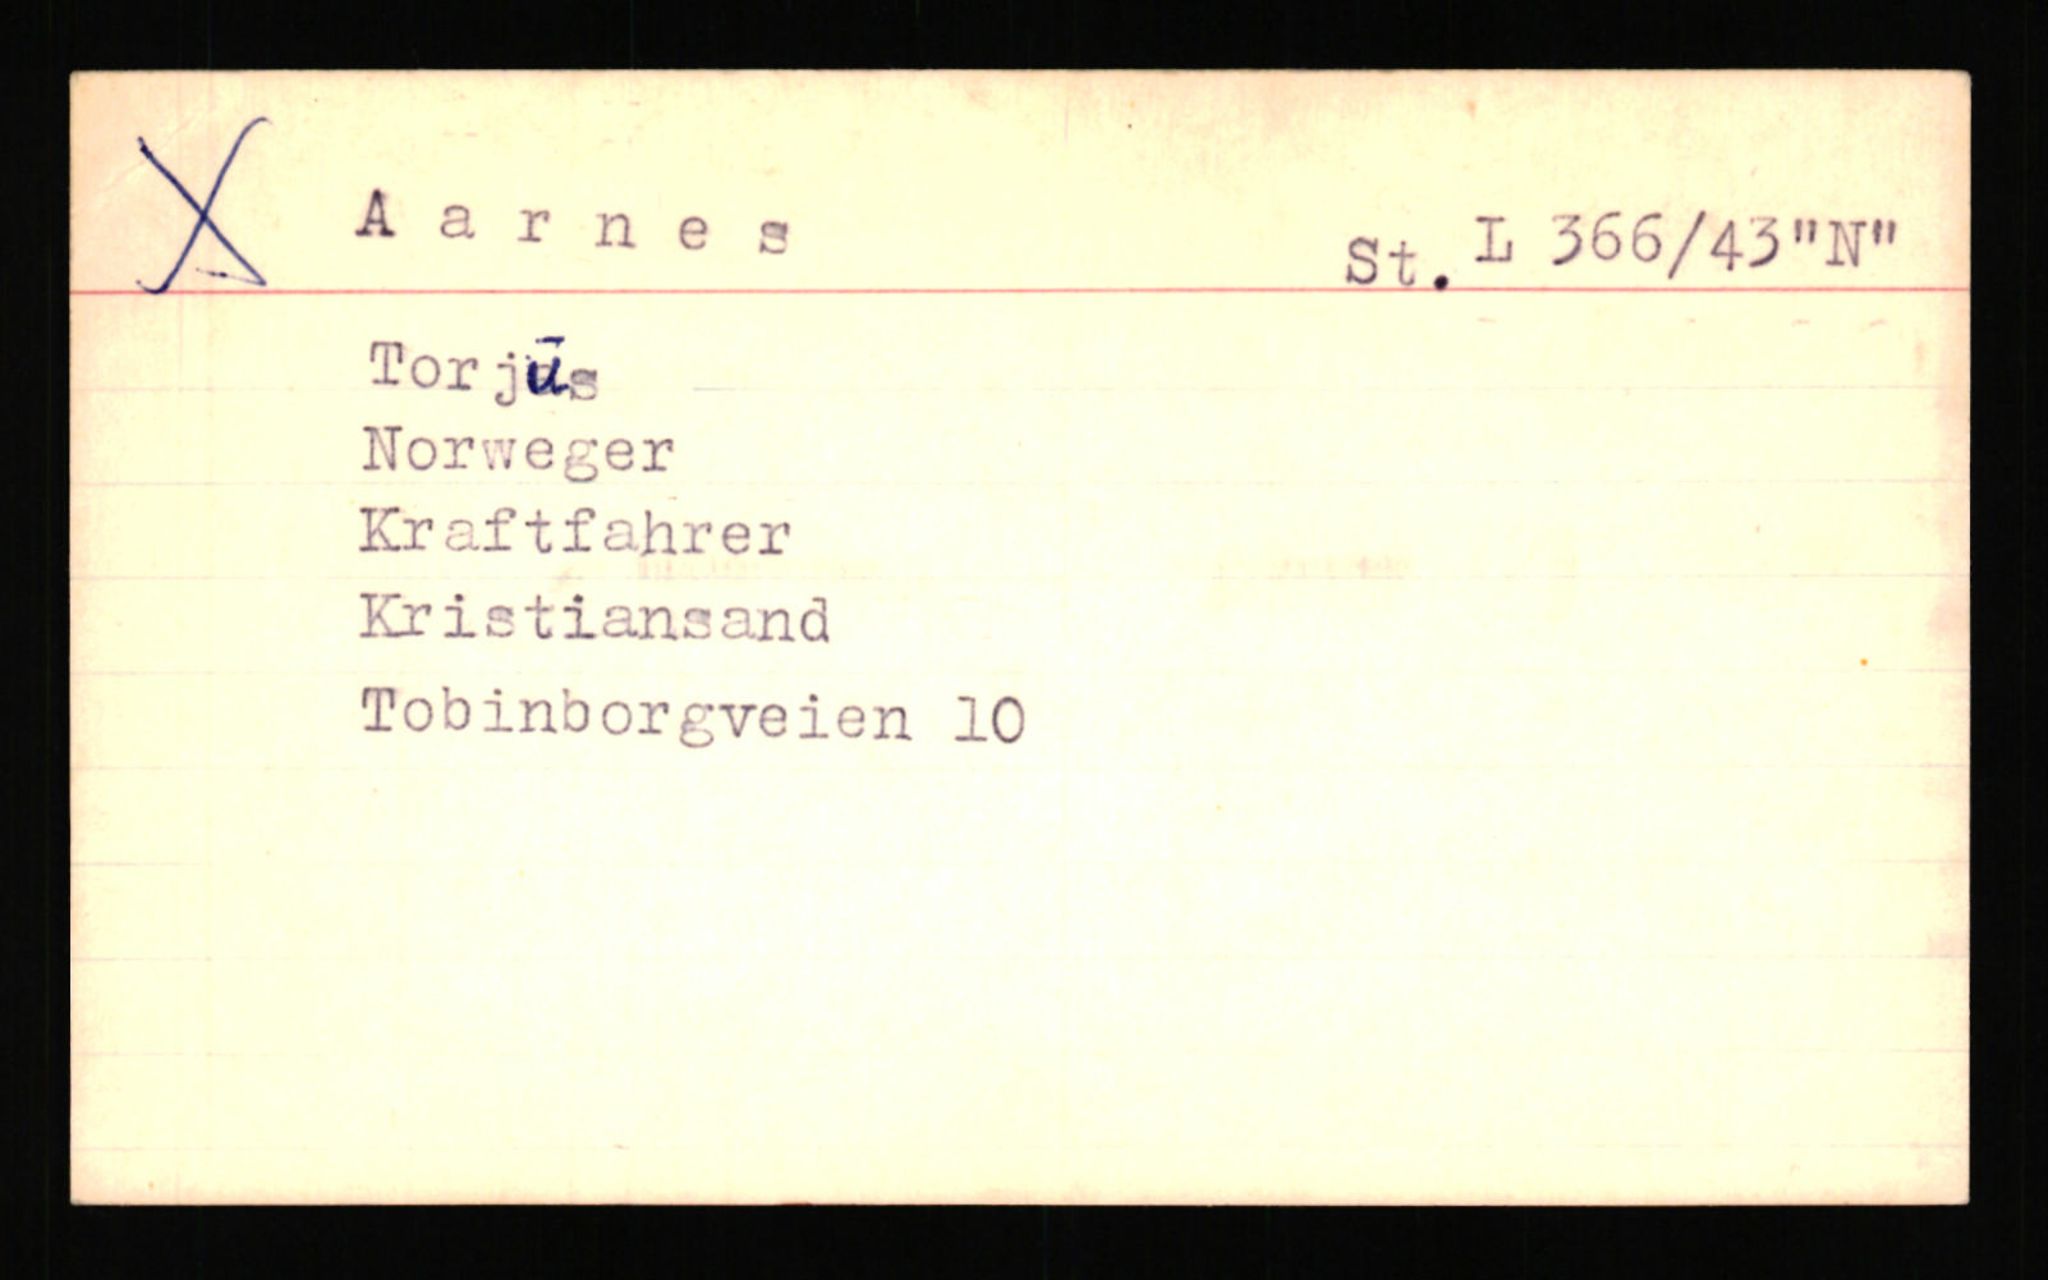 X Aarnes St. L 366/43"N"
Torjus
Norweger
Kraftfahrer
Kristiansand
Tobinborgveien 10